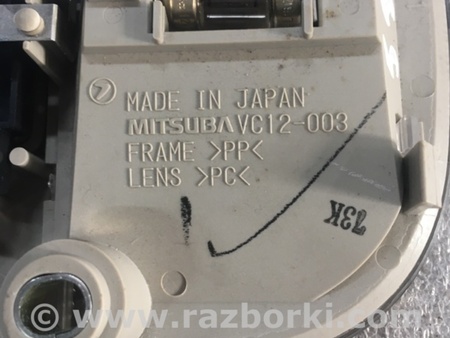 7
MADE IN JAPAN
MITSUBA VC12-003
FRAME >PP<
LENS >PC<
73K
www.razborki.com